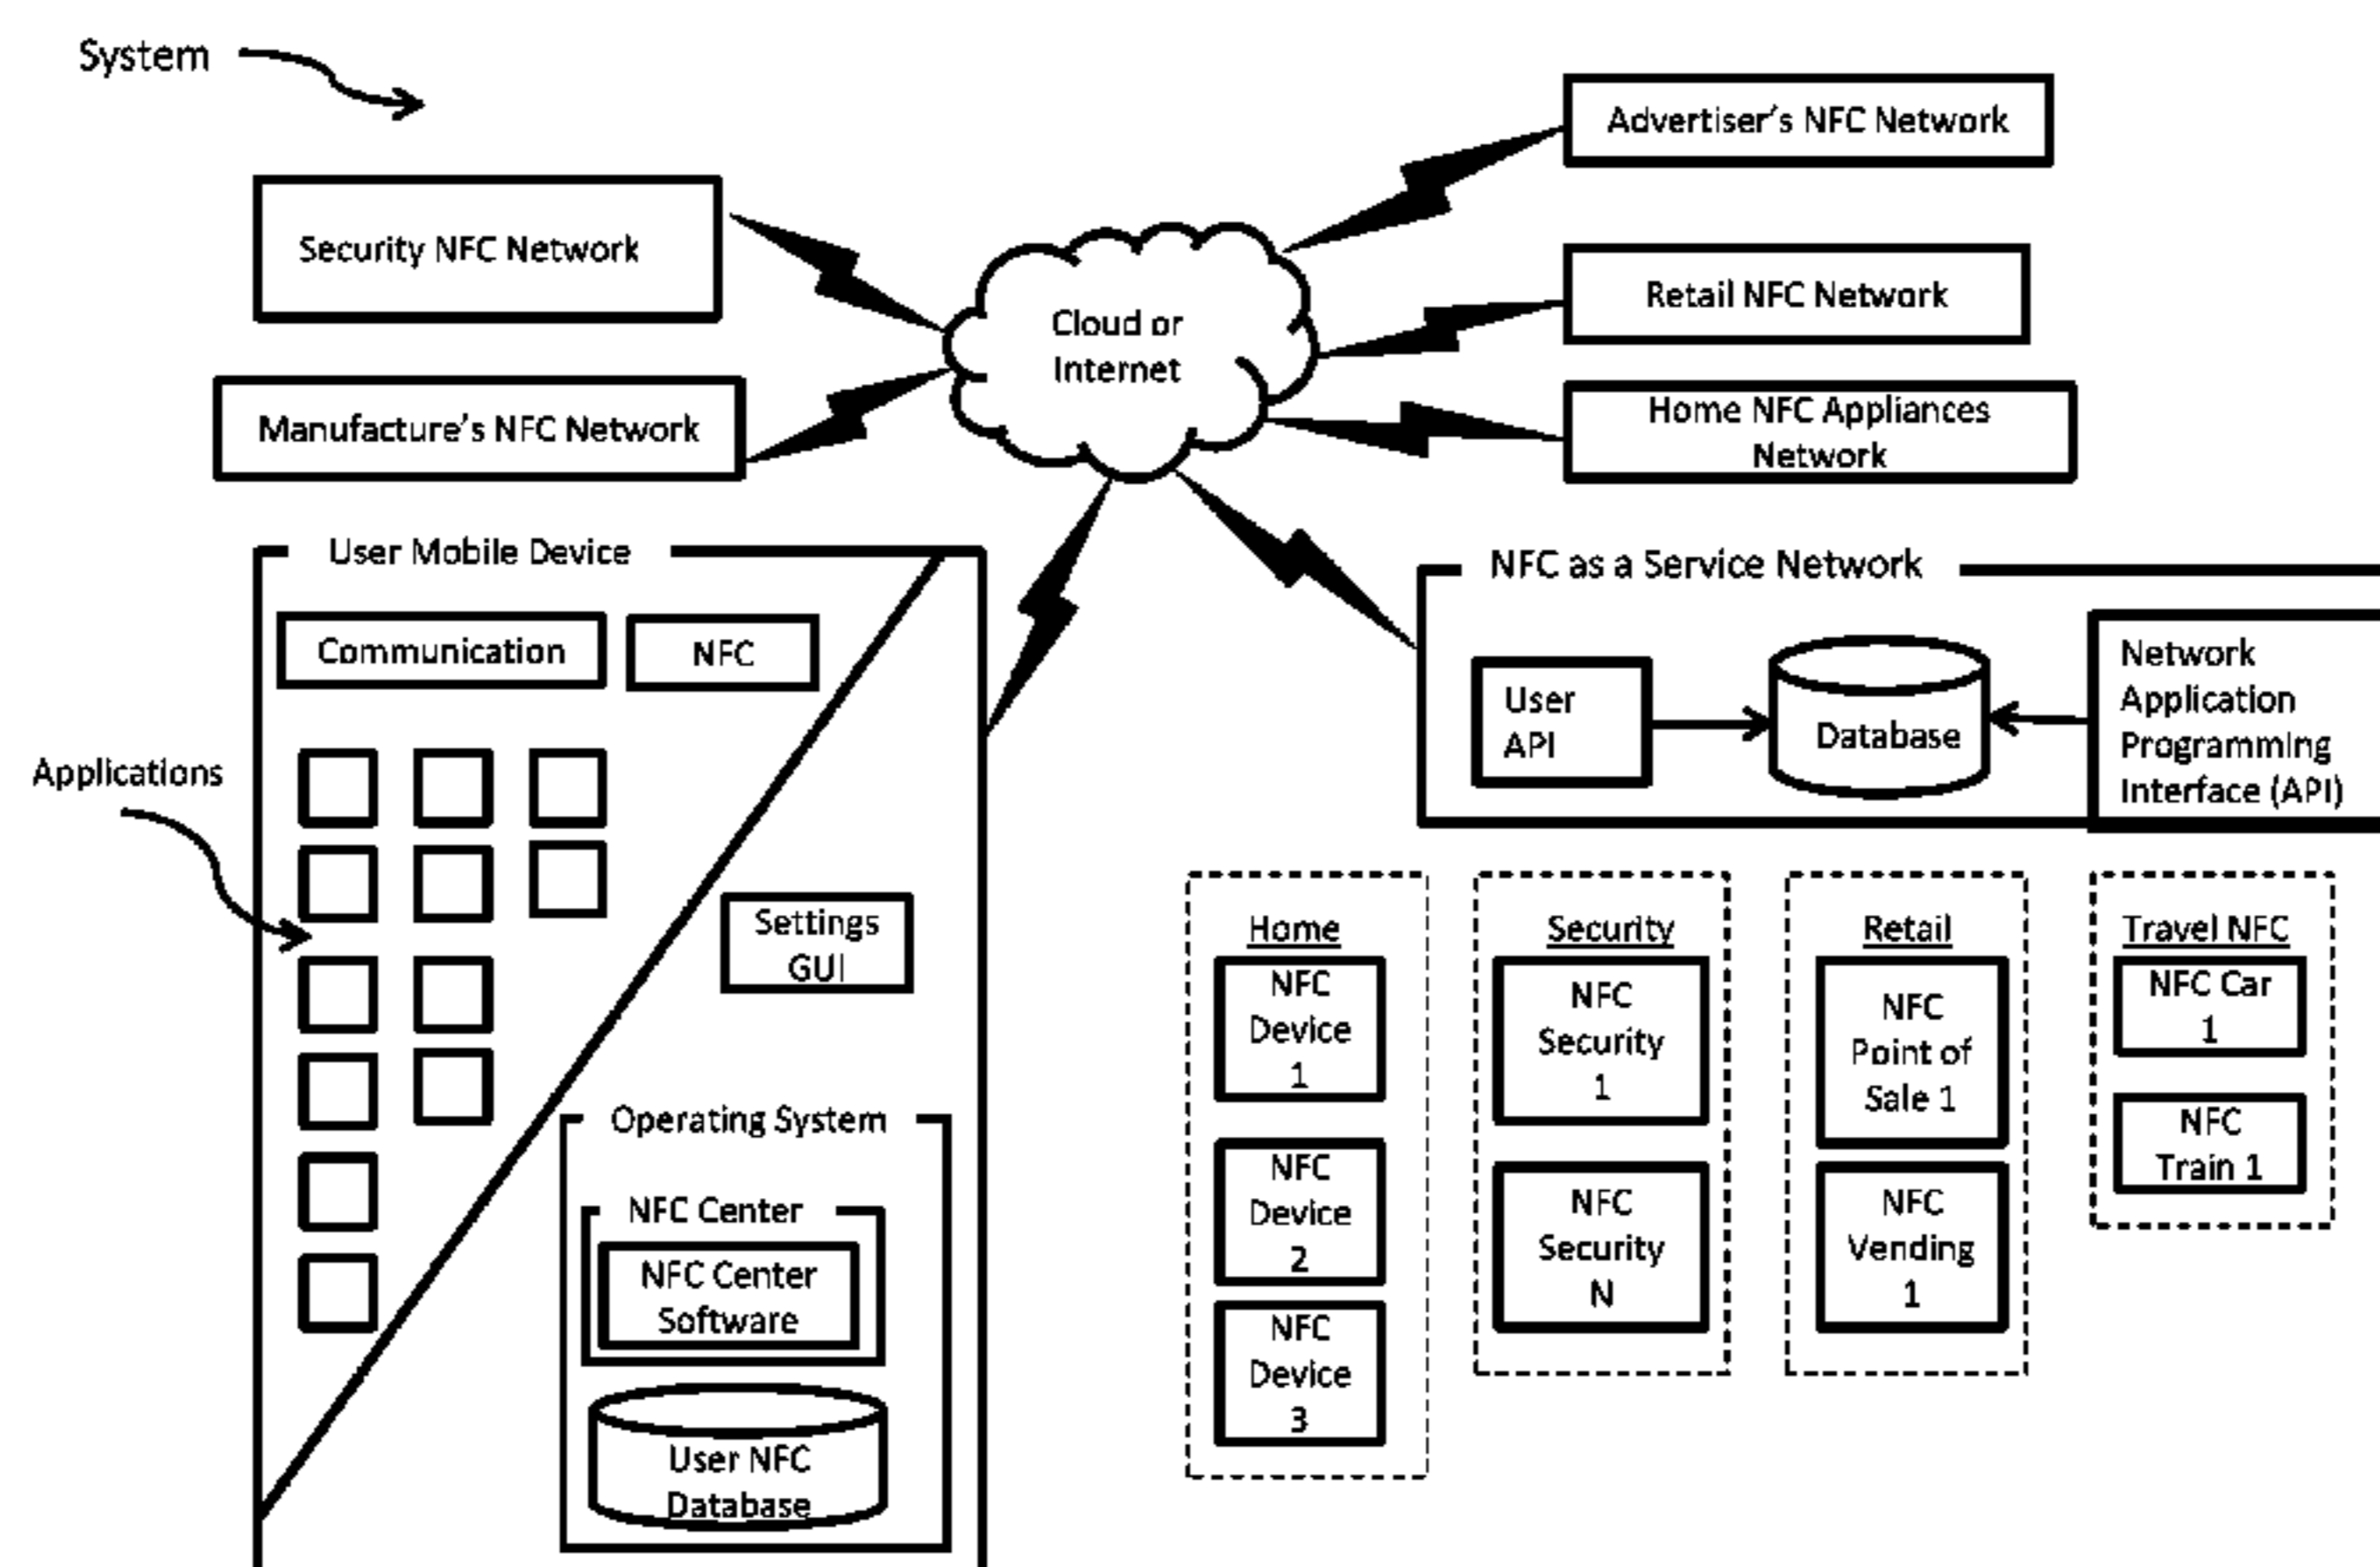 System
Advertiser's NFC Network
Security NFC Network
Retail NFC Network
Cloud or
Internet
Manufacture's NFC Network
Home NFC Appliances
Network
User Mobile Device
Communication
NFC
Applications
Settings
GUI
Operating System
NFC Center
NFC Center
Software
User NFC
Database
NFC as a Service Network
User
API
Database
Network
Application
Programming
Interface (API)
Home
NFC
Device
1
NFC
Device
2
NFC
Device
3
Security
NFC
Security
1
NFC
Security
N
Retail
NFC
Point of
Sale 1
NFC
Vending
1
Travel NFC
NFC Car
1
NFC
Train 1